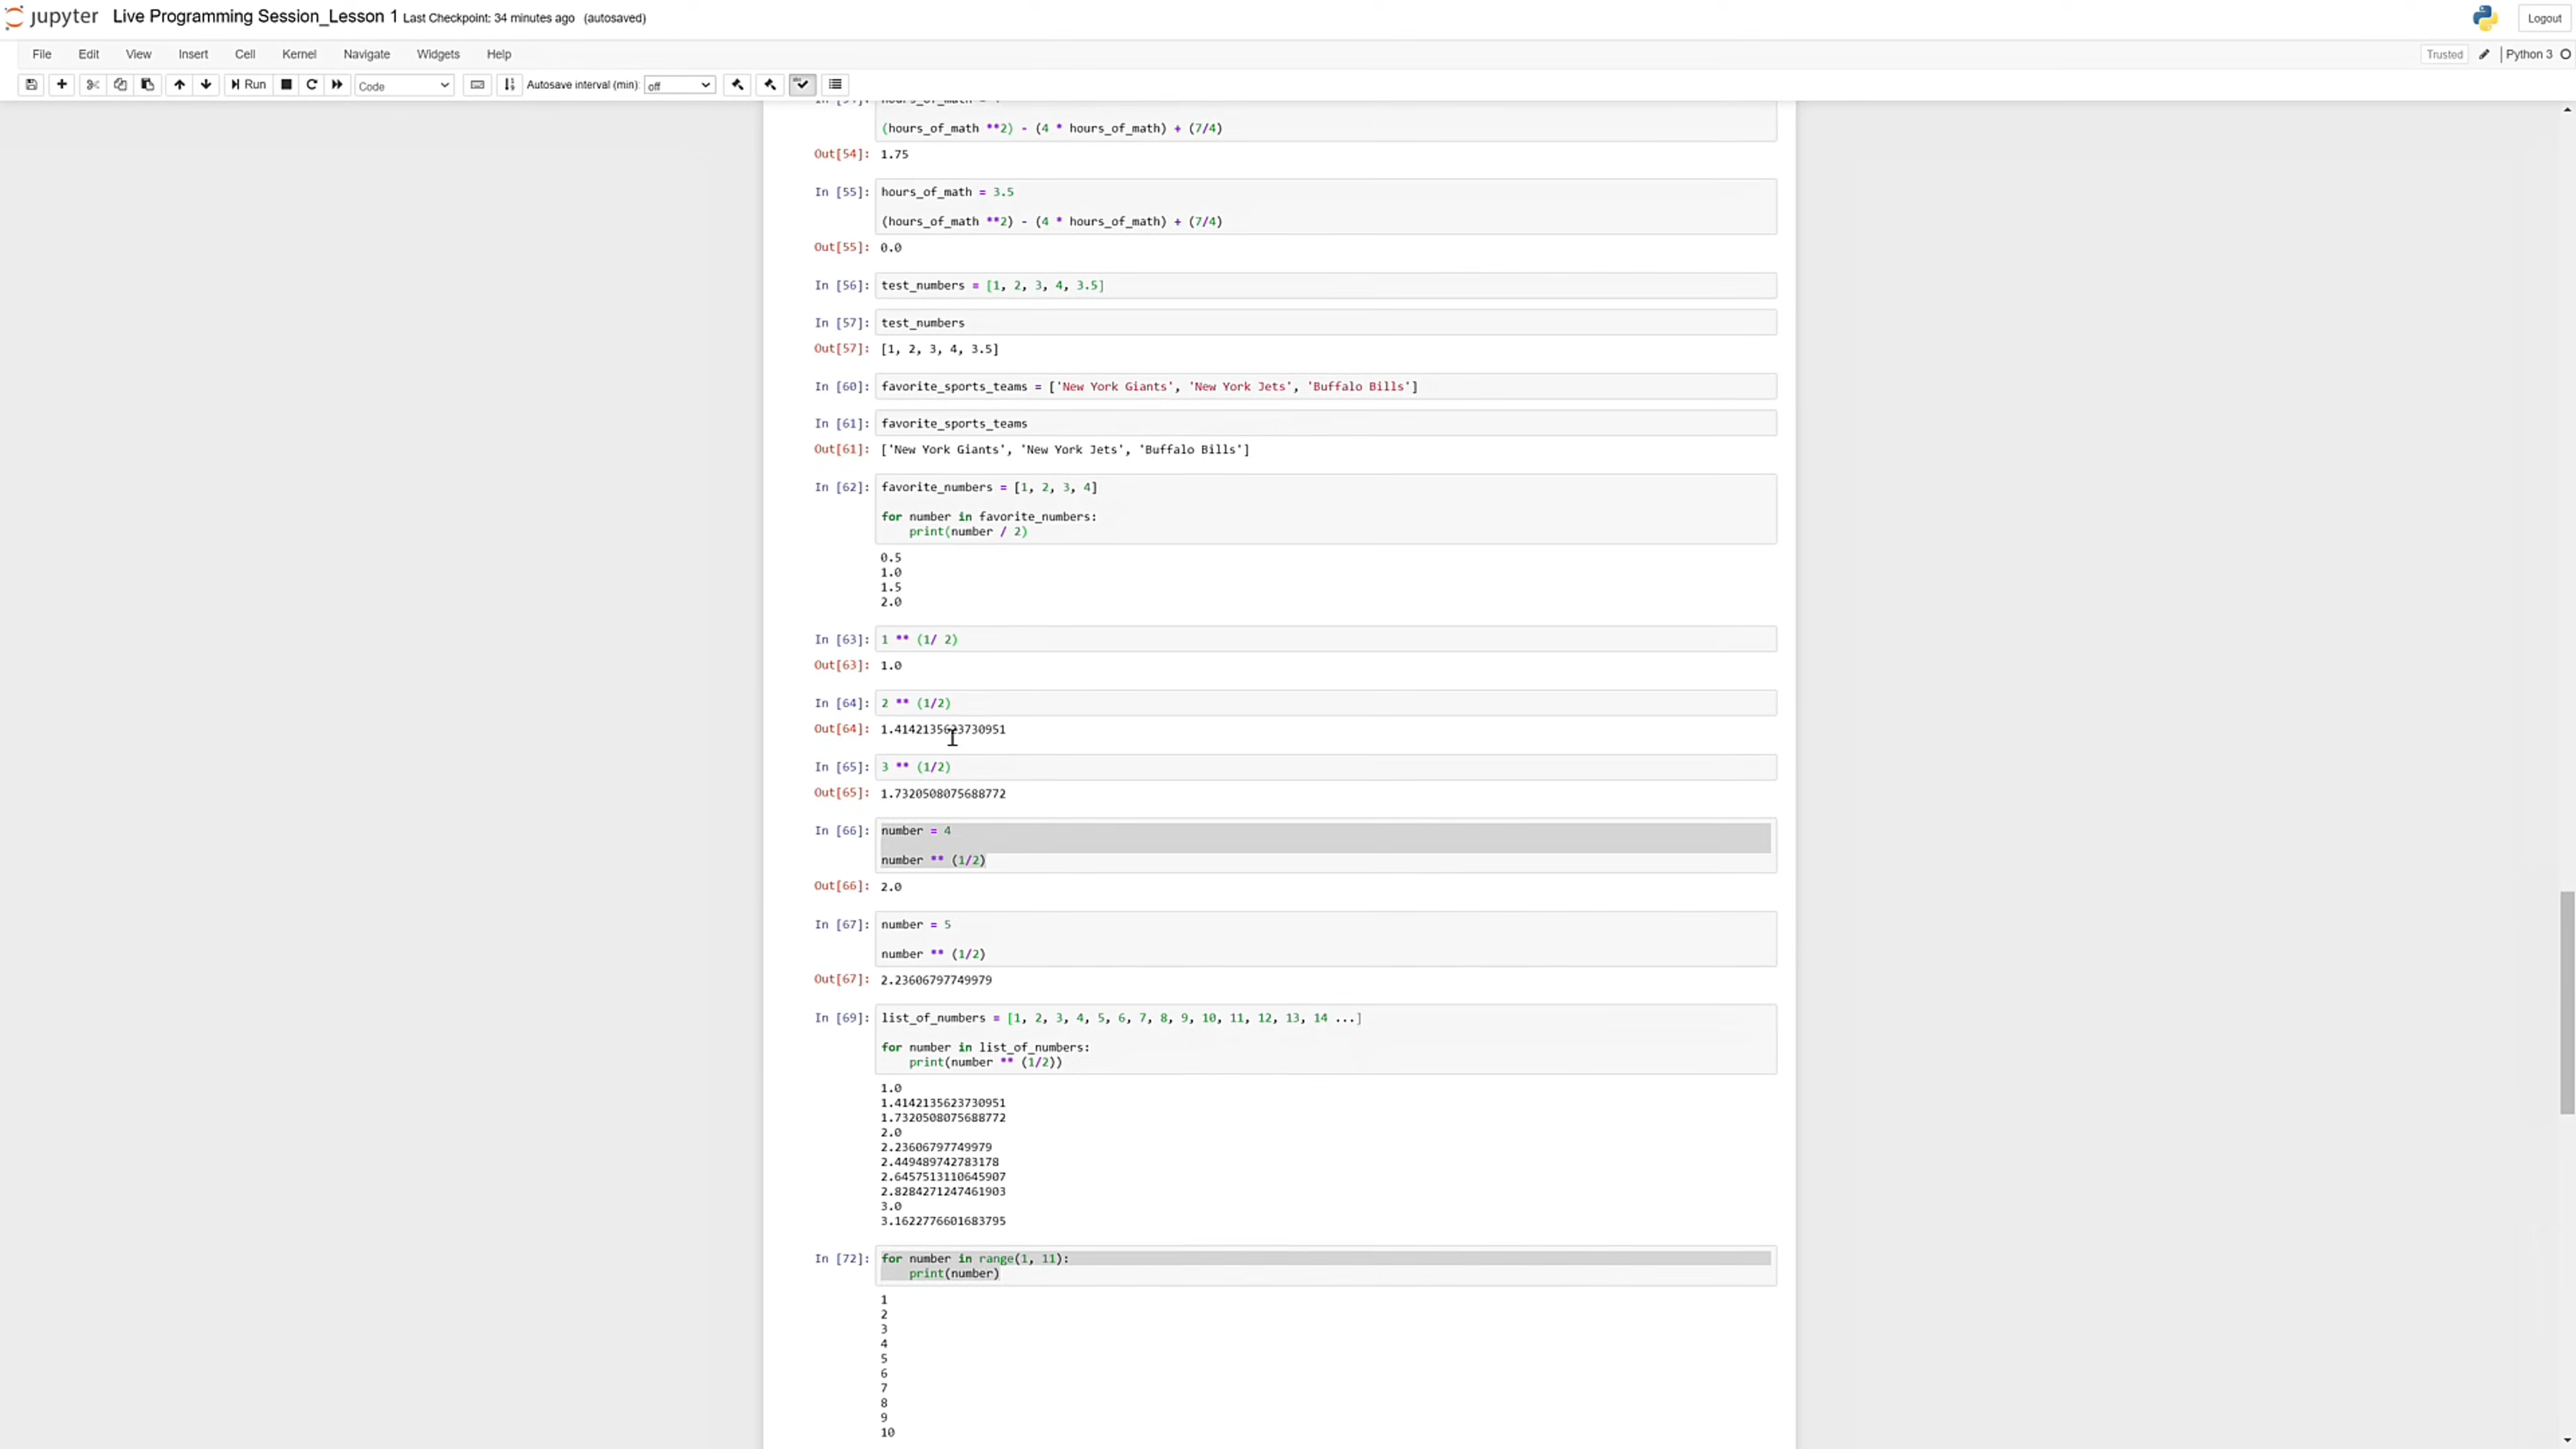 jupyter Live Programming Session_Lesson 1 Last Checkpoint: 34 minutes ago (autosaved) Logout
File Edit View Insert Cell Kernel Navigate Widgets Help Trusted Python 3
Run Code Autosave interval (min): off
(hours_of_math **2) - (4 * hours_of_math) + (7/4)
Out[54]: 1.75
In [55]: hours_of_math = 3.5
(hours_of_math **2) - (4 * hours_of_math) + (7/4)
Out[55]: 0.0
In [56]: test_numbers = [1, 2, 3, 4, 3.5]
In [57]: test_numbers
Out[57]: [1, 2, 3, 4, 3.5]
In [60]: favorite_sports_teams = ['New York Giants', 'New York Jets', 'Buffalo Bills']
In [61]: favorite_sports_teams
Out[61]: ['New York Giants', 'New York Jets', 'Buffalo Bills']
In [62]: favorite_numbers = [1, 2, 3, 4]
for number in favorite_numbers:
print(number / 2)
0.5
1.0
1.5
2.0
In [63]: 1 ** (1/ 2)
Out[63]: 1.0
In [64]: 2 ** (1/2)
Out[64]: 1.4142135623730951
In [65]: 3 ** (1/2)
Out[65]: 1.7320508075688772
In [66]: number = 4
number ** (1/2)
Out[66]: 2.0
In [67]: number = 5
number ** (1/2)
Out[67]: 2.23606797749979
In [69]: list_of_numbers = [1, 2, 3, 4, 5, 6, 7, 8, 9, 10, 11, 12, 13, 14 ...]
for number in list_of_numbers:
print(number ** (1/2))
1.0
1.4142135623730951
1.7320508075688772
2.0
2.23606797749979
2.449489742783178
2.6457513110645907
2.8284271247461903
3.0
3.1622776601683795
In [72]: for number in range(1, 11):
print(number)
1
2
3
4
5
6
7
8
9
10